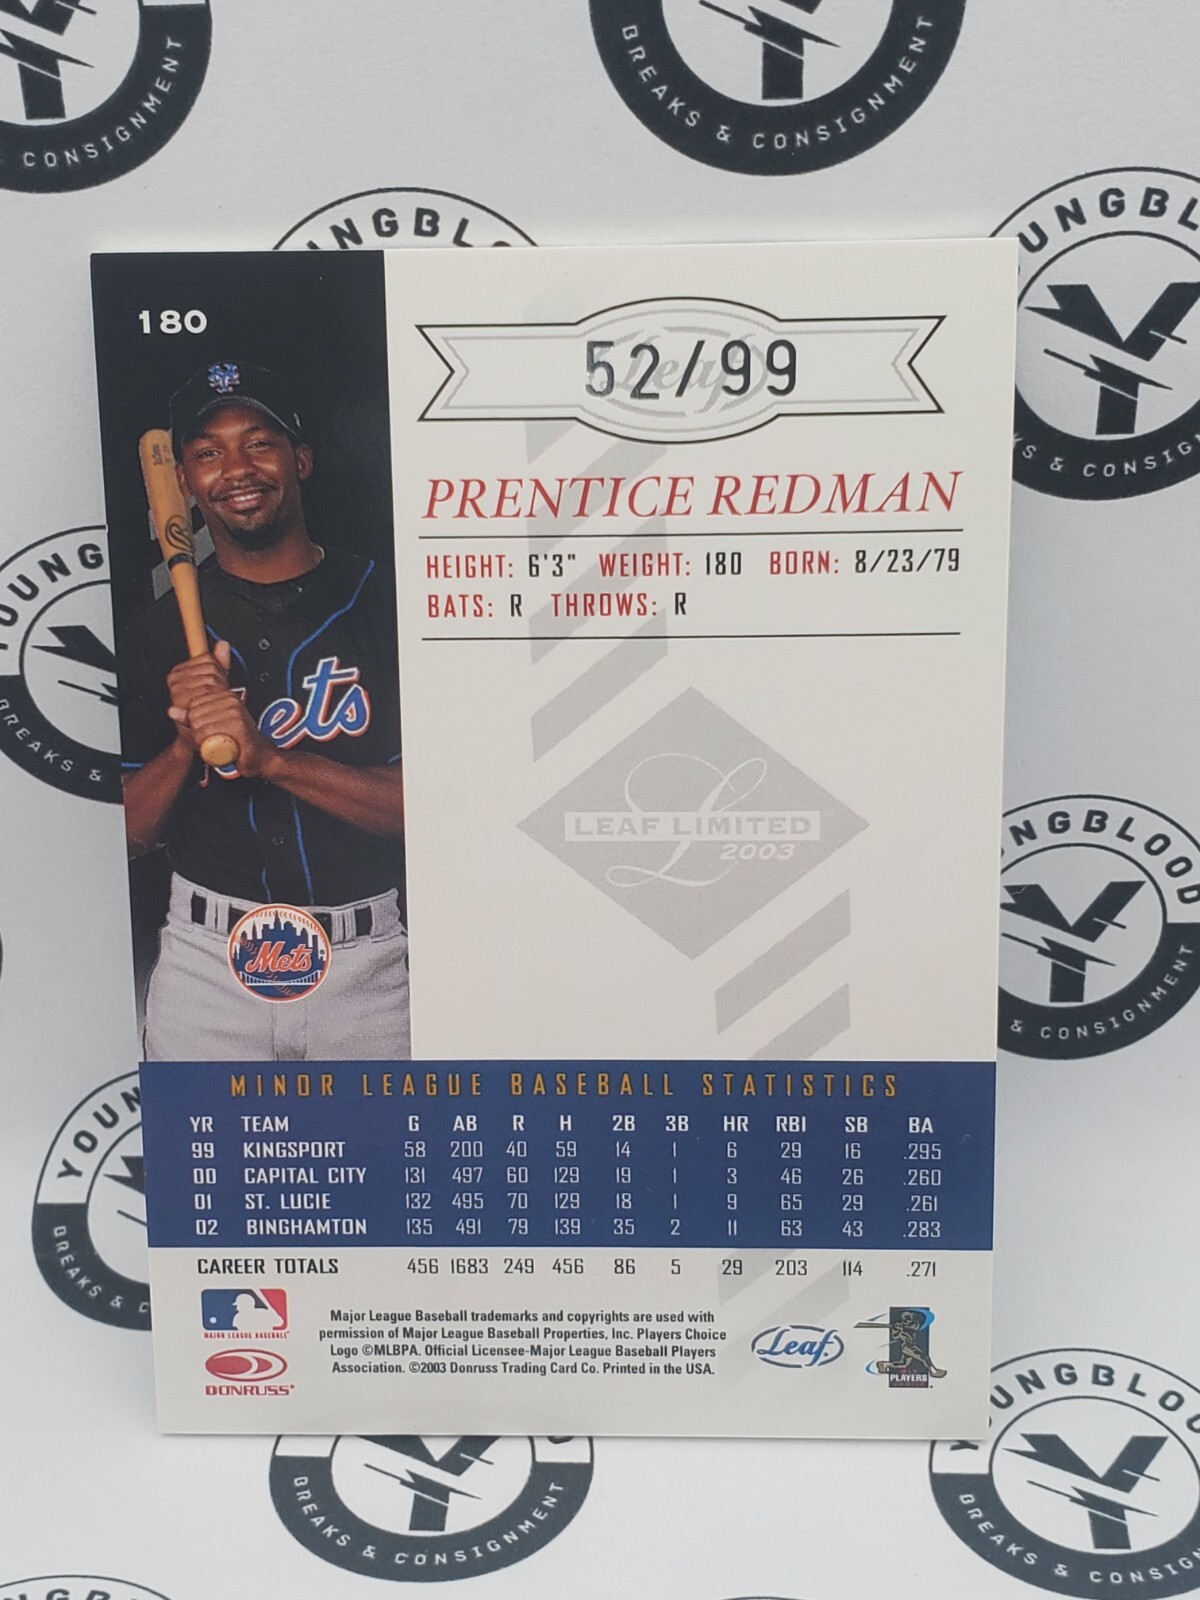 BREAKS & CONSIGNMENT
180
52/99
Leaf
PRENTICE REDMAN
HEIGHT: 6'3" WEIGHT: 180 BORN: 8/23/79
BATS: R THROWS: R
Mets
LEAF LIMITED
2003
Mets
MINOR LEAGUE BASEBALL STATISTICS
YR TEAM G AB R H 2B 3B HR RBI SB BA
99 KINGSPORT 58 200 40 59 14 1 6 29 16 .295
00 CAPITAL CITY 131 497 60 129 19 1 3 46 26 .260
01 ST. LUCIE 132 495 70 129 18 1 9 65 29 .261
02 BINGHAMTON 135 491 79 139 35 2 11 63 43 .283
CAREER TOTALS 456 1683 249 456 86 5 29 203 114 .271
MAJOR LEAGUE BASEBALL
DONRUSS
Major League Baseball trademarks and copyrights are used with
permission of Major League Baseball Properties, Inc. Players Choice
Logo ©MLBPA. Official Licensee-Major League Baseball Players
Association. ©2003 Donruss Trading Card Co. Printed in the USA.
Leaf
PLAYERS
YOUNGBLOOD
BREAKS & CONSIGNMENT